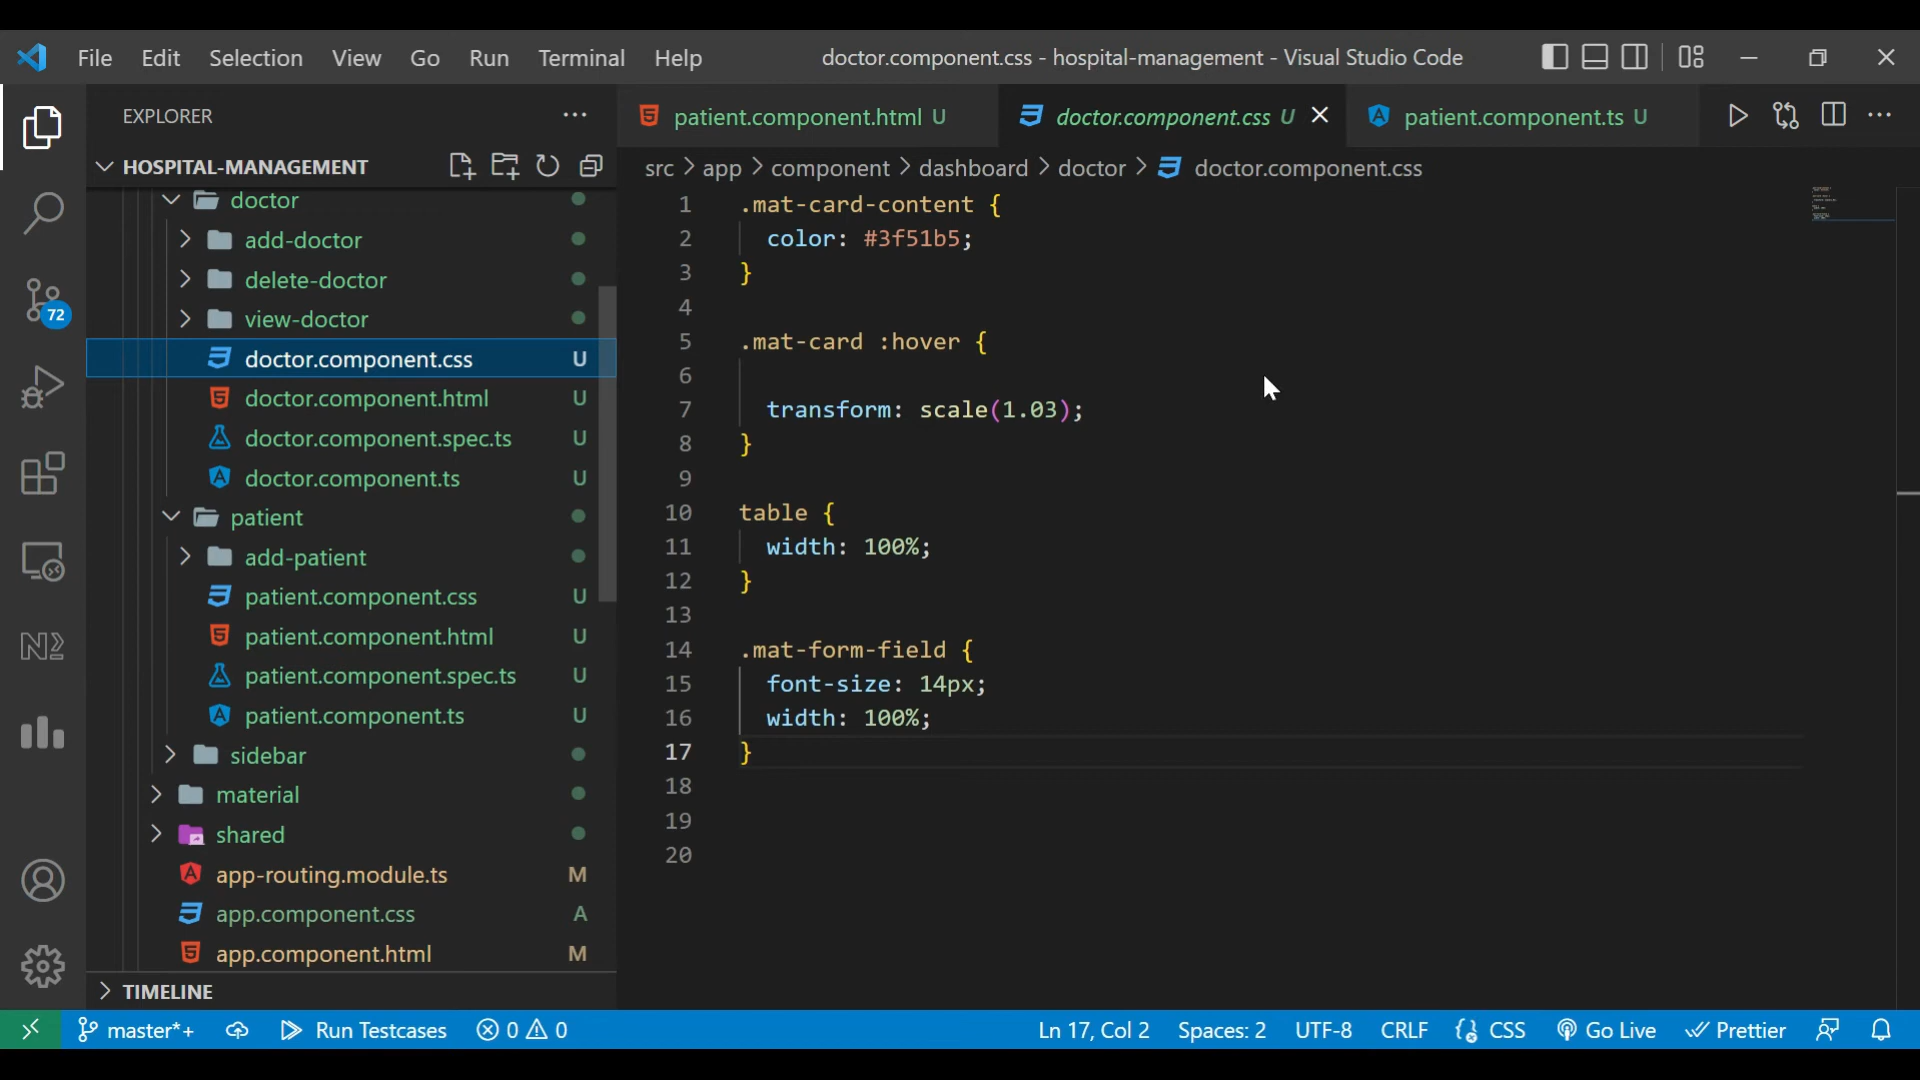 File Edit Selection View Go Run Terminal Help
doctor.component.css - hospital-management - Visual Studio Code
EXPLORER
HOSPITAL-MANAGEMENT
doctor
add-doctor
delete-doctor
view-doctor
doctor.component.css U
doctor.component.html U
doctor.component.spec.ts U
doctor.component.ts U
patient
add-patient
patient.component.css U
patient.component.html U
patient.component.spec.ts U
patient.component.ts U
sidebar
material
shared
app-routing.module.ts M
app.component.css A
app.component.html M
TIMELINE
72
patient.component.html U
doctor.component.css U
patient.component.ts U
src > app > component > dashboard > doctor > doctor.component.css
1 .mat-card-content {
2 color: #3f51b5;
3 }
4
5 .mat-card :hover {
6
7 transform: scale(1.03);
8 }
9
10 table {
11 width: 100%;
12 }
13
14 .mat-form-field {
15 font-size: 14px;
16 width: 100%;
17 }
18
19
20
master*+ Run Testcases 0 0 Ln 17, Col 2 Spaces: 2 UTF-8 CRLF CSS Go Live Prettier